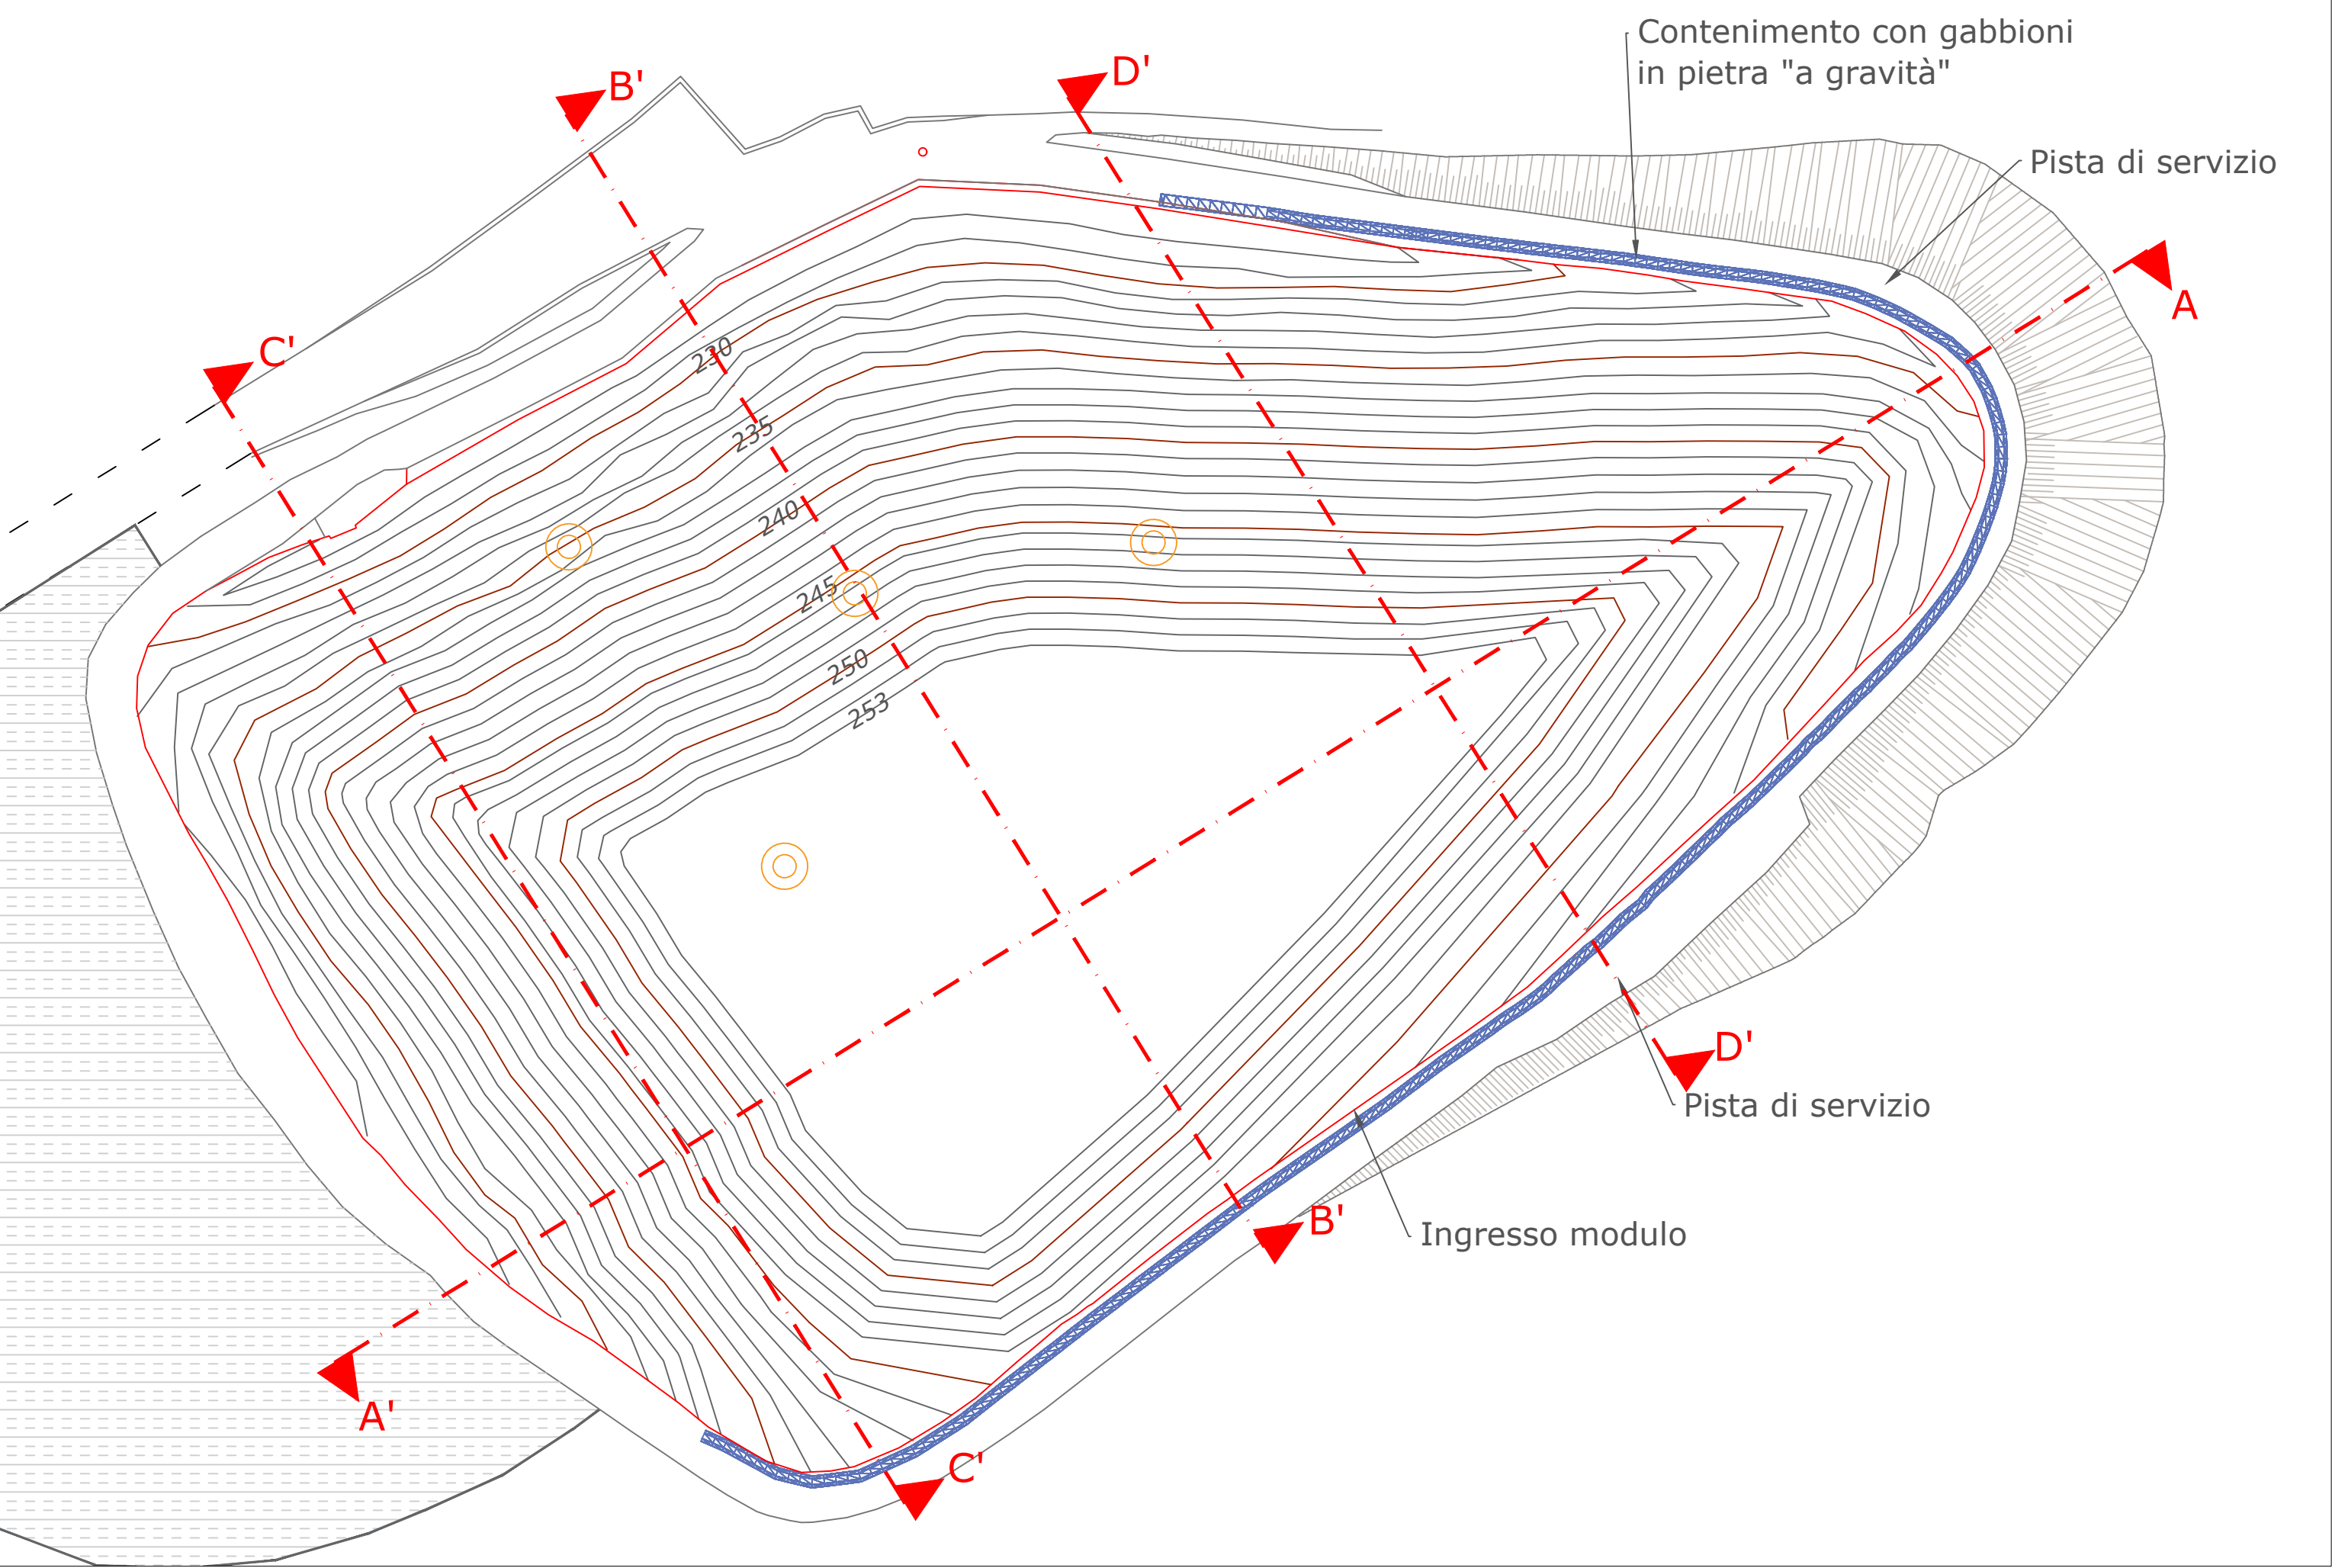 Contenimento con gabbioni
in pietra "a gravità"
Pista di servizio
B'
D'
A
C'
230
235
240
245
250
253
D'
Pista di servizio
B'
Ingresso modulo
A'
C'